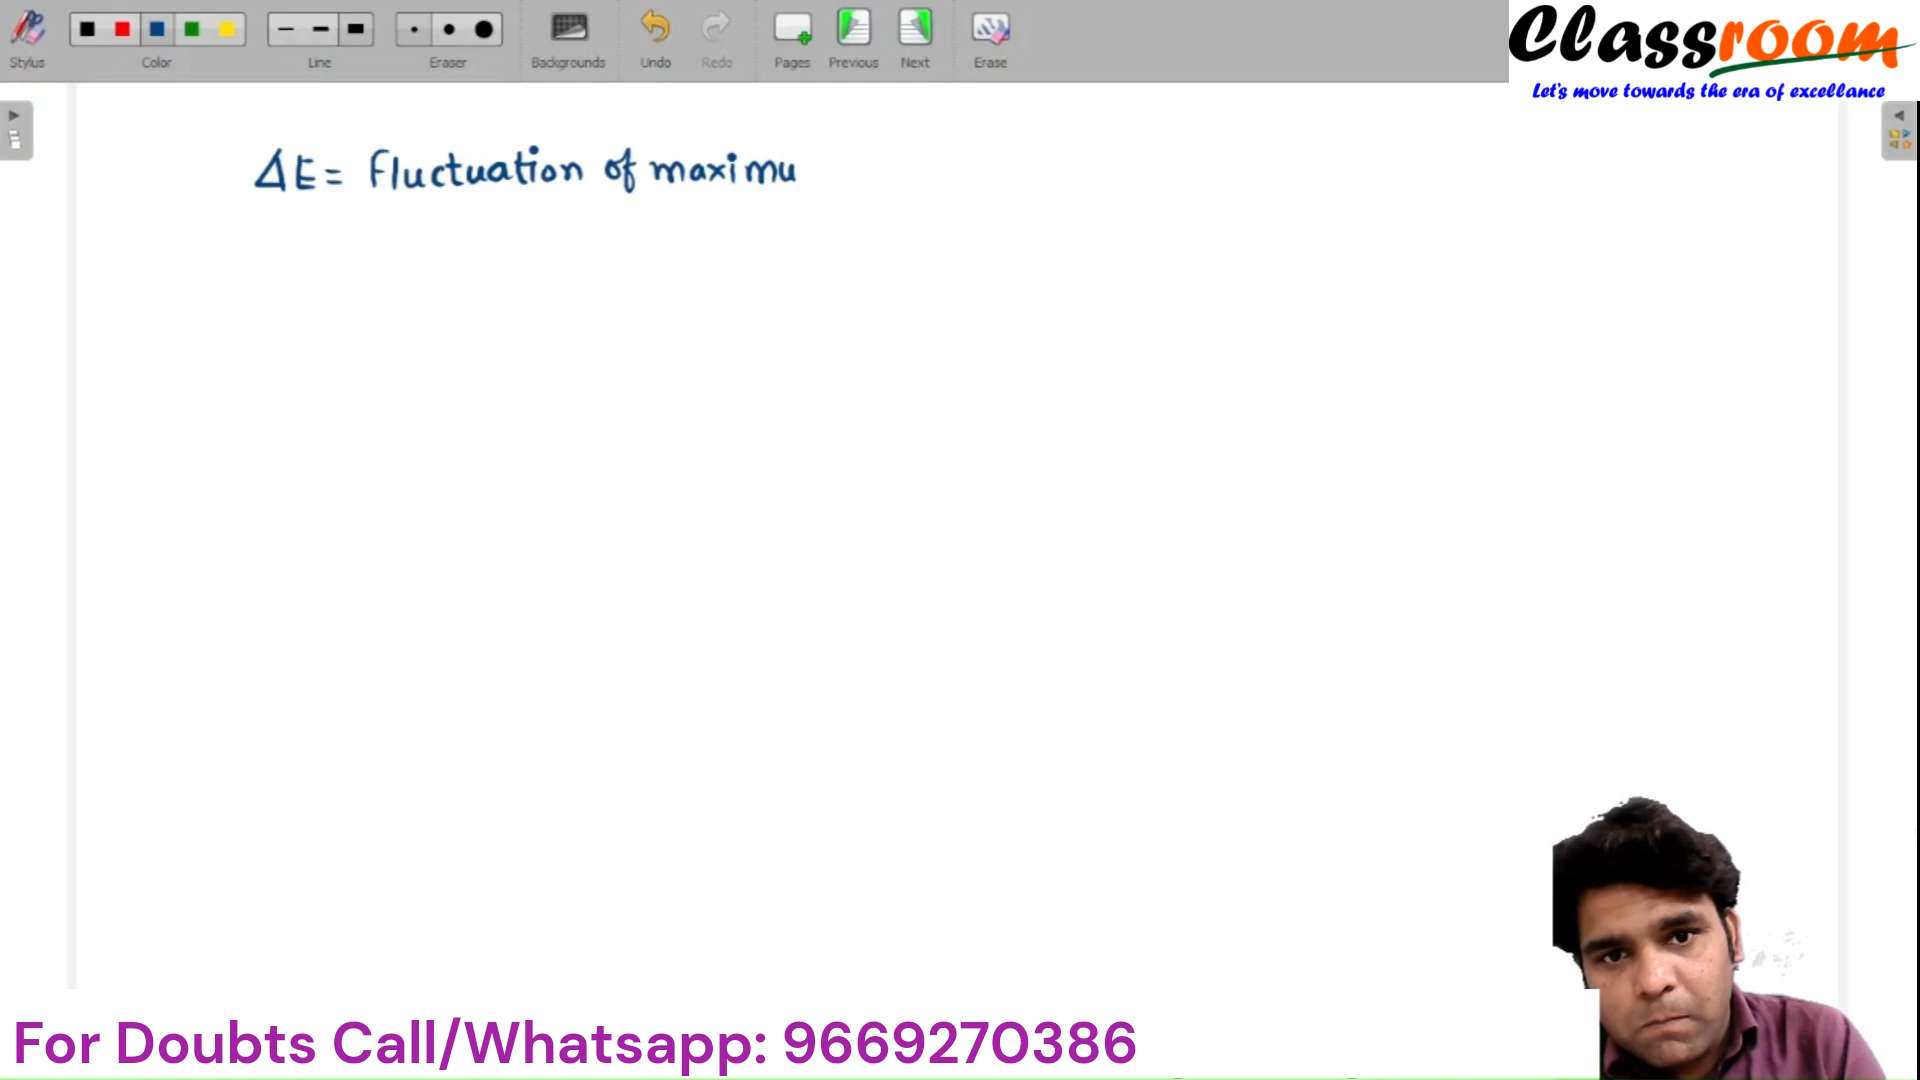 Stylus
Color
Line
Eraser
Backgrounds
Undo
Redo
Pages
Previous
Next
Erase
Classroom
Let's move towards the era of excellance
ΔE = Fluctuation of maximu
For Doubts Call/Whatsapp: 9669270386